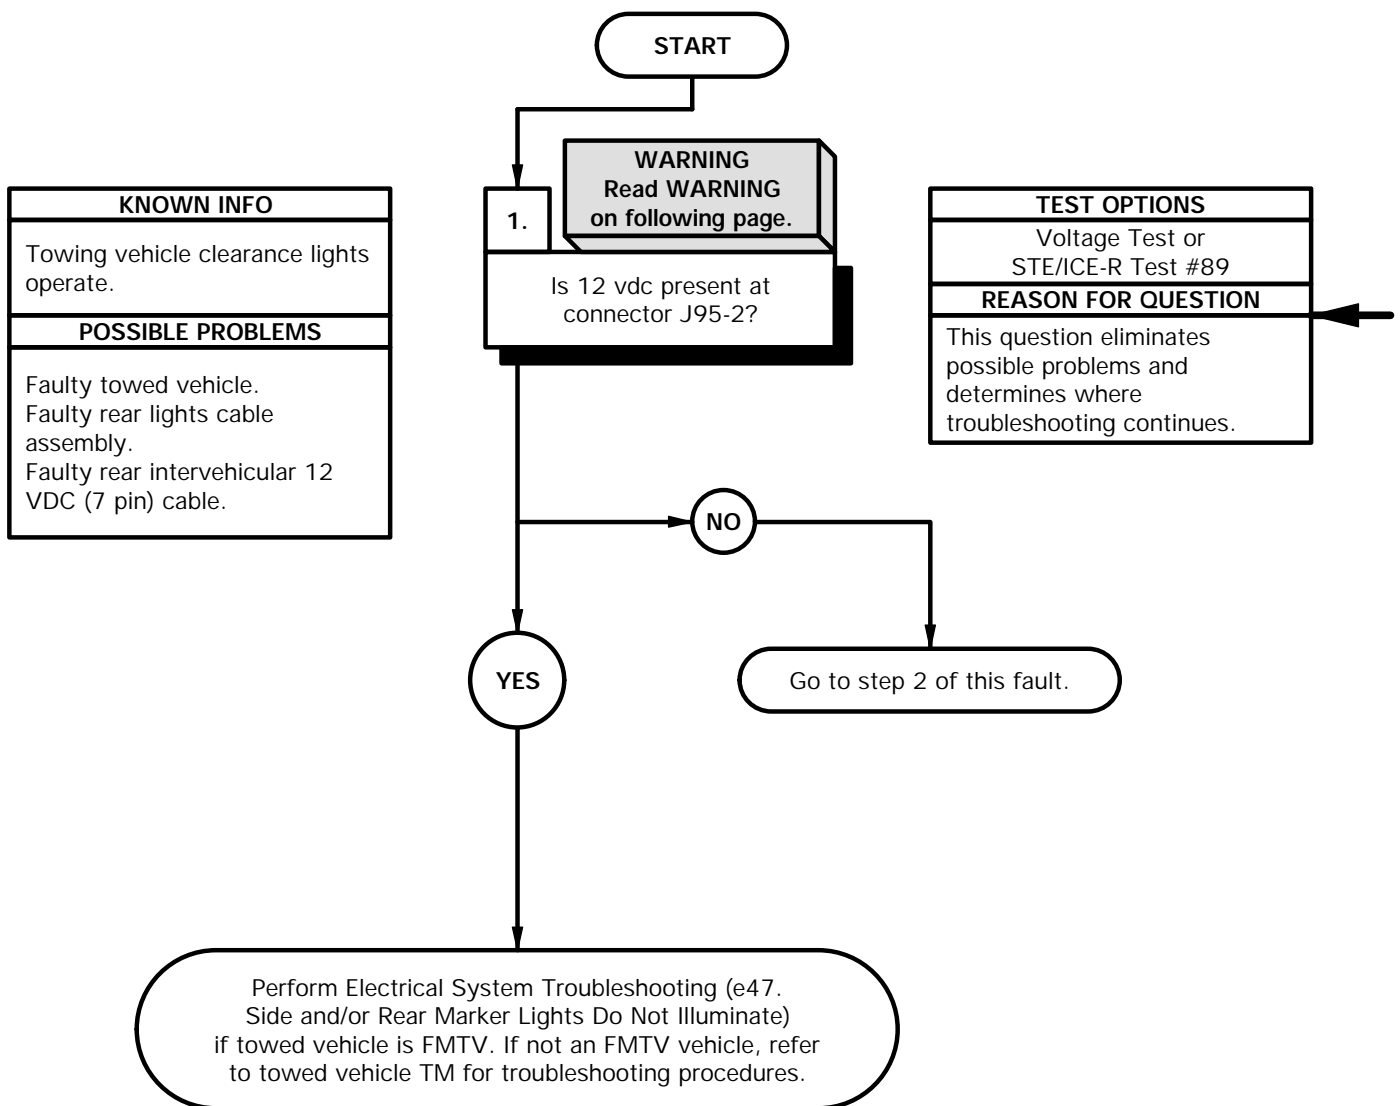 START
WARNING
Read WARNING
on following page.
1.
Is 12 vdc present at
connector J95-2?
KNOWN INFO
Towing vehicle clearance lights
operate.
POSSIBLE PROBLEMS
Faulty towed vehicle.
Faulty rear lights cable
assembly.
Faulty rear intervehicular 12
VDC (7 pin) cable.
TEST OPTIONS
Voltage Test or
STE/ICE-R Test #89
REASON FOR QUESTION
This question eliminates
possible problems and
determines where
troubleshooting continues.
NO
YES
Go to step 2 of this fault.
Perform Electrical System Troubleshooting (e47.
Side and/or Rear Marker Lights Do Not Illuminate)
if towed vehicle is FMTV. If not an FMTV vehicle, refer
to towed vehicle TM for troubleshooting procedures.